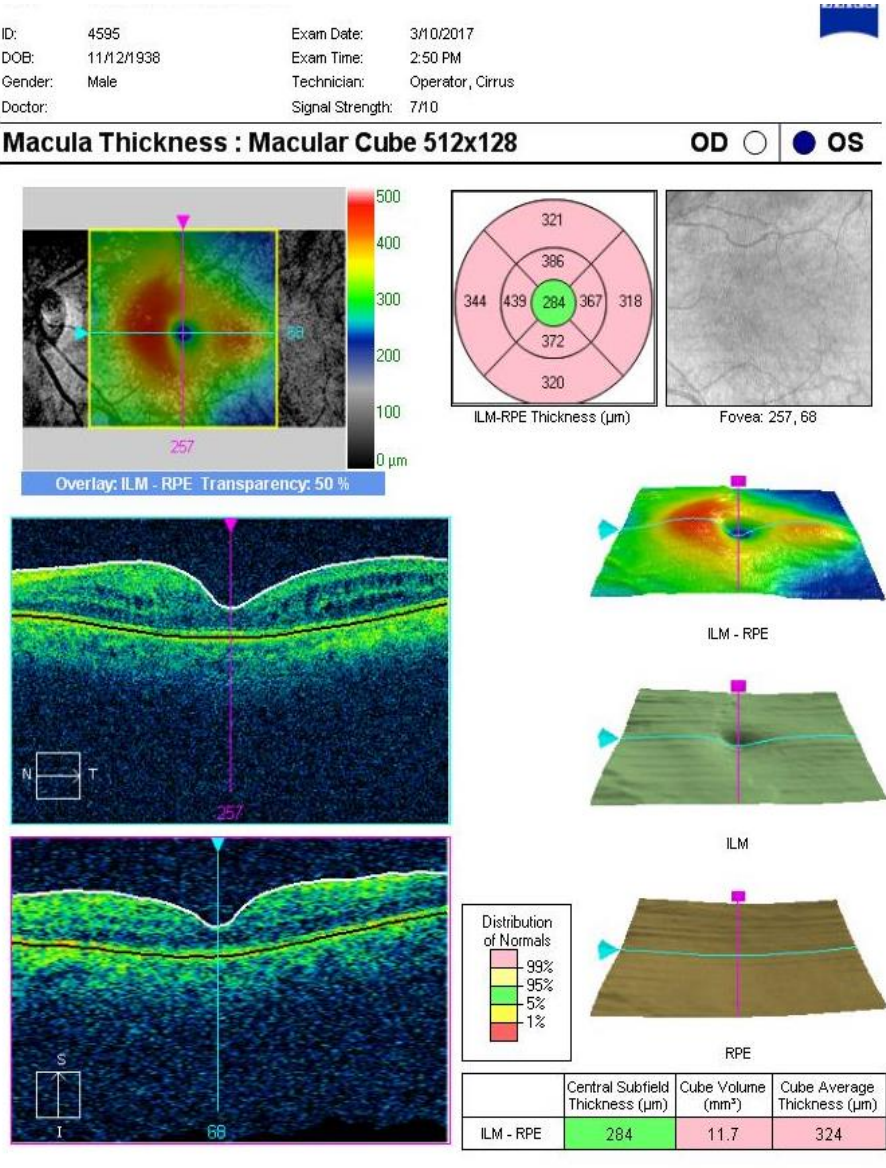 ID: 4595 Exam Date: 3/10/2017
DOB: 11/12/1938 Exam Time: 2:50 PM
Gender: Male Technician: Operator, Cirrus
Doctor: Signal Strength: 7/10
Macula Thickness : Macular Cube 512x128 OD OS
500
400
300
200
100
0 µm
68
257
Overlay: ILM - RPE Transparency: 50 %
321
386
344 439 284 367 318
372
320
ILM-RPE Thickness (µm)
Fovea: 257, 68
ILM - RPE
N T
257
ILM
Distribution
of Normals
99%
95%
5%
1%
RPE
S
I
68
Central Subfield Thickness (µm) Cube Volume (mm³) Cube Average Thickness (µm)
ILM - RPE 284 11.7 324